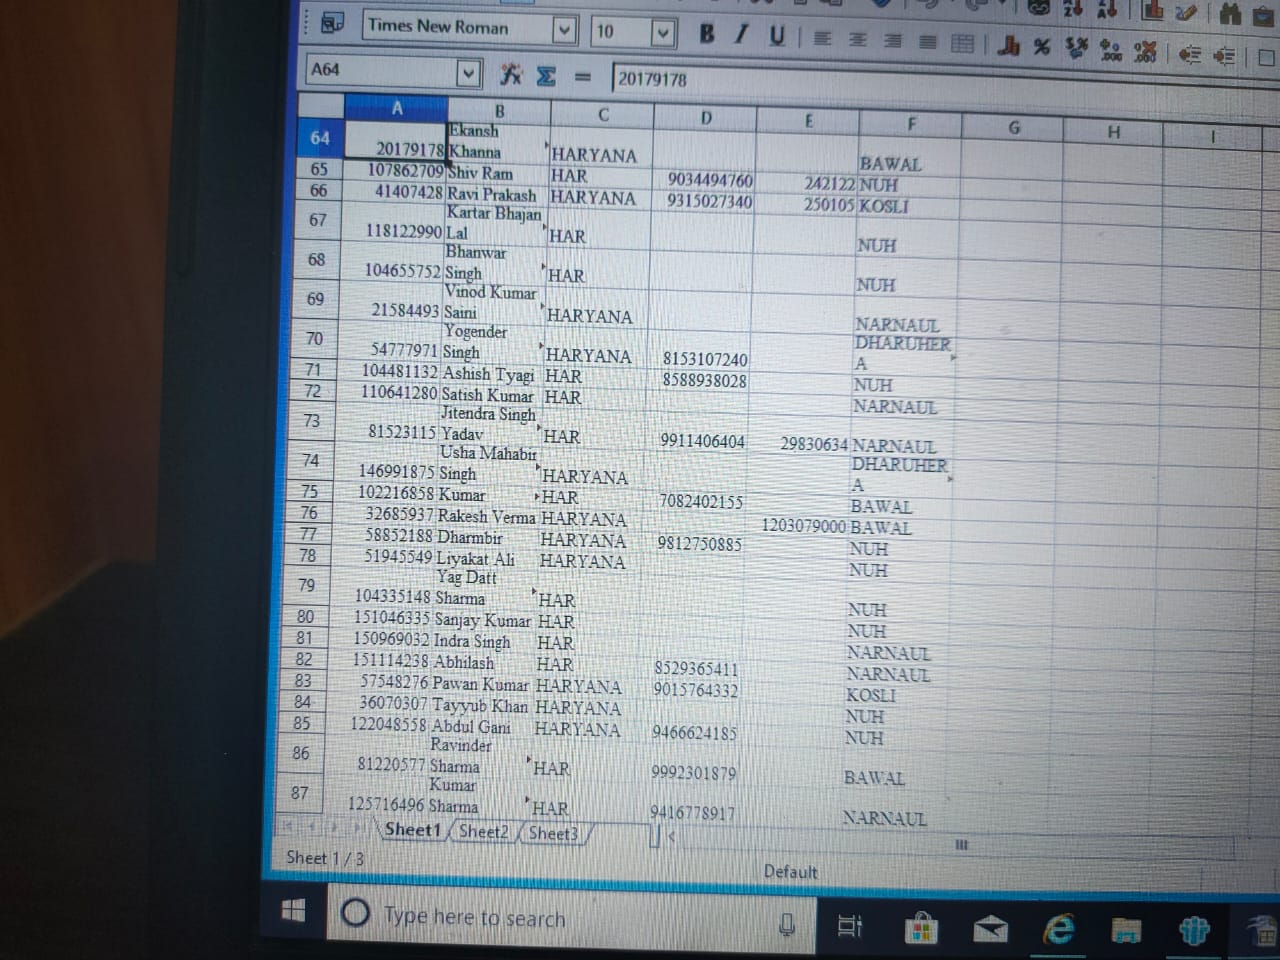 Times New Roman 10 B I U %
A64 = 20179178
A B C D E F G H I
64 20179178 Ekansh Khanna HARYANA BAWAL
65 107862709 Shiv Ram HAR 9034494760 242122 NUH
66 41407428 Ravi Prakash HARYANA 9315027340 250105 KOSLI
67 118122990 Kartar Bhajan Lal HAR NUH
68 104655752 Bhanwar Singh HAR NUH
69 21584493 Vinod Kumar Saini HARYANA NARNAUL
70 54777971 Yogender Singh HARYANA 8153107240 DHARUHERA
71 104481132 Ashish Tyagi HAR 8588938028 NUH
72 110641280 Satish Kumar HAR NARNAUL
73 81523115 Jitendra Singh Yadav HAR 9911406404 29830634 NARNAUL
74 146991875 Usha Mahabir Singh HARYANA DHARUHERA
75 102216858 Kumar HAR 7082402155 BAWAL
76 32685937 Rakesh Verma HARYANA 1203079000 BAWAL
77 58852188 Dharmbir HARYANA 9812750885 NUH
78 51945549 Liyakat Ali HARYANA NUH
79 104335148 Yag Datt Sharma HAR NUH
80 151046335 Sanjay Kumar HAR NUH
81 150969032 Indra Singh HAR NARNAUL
82 151114238 Abhilash HAR 8529365411 NARNAUL
83 57548276 Pawan Kumar HARYANA 9015764332 KOSLI
84 36070307 Tayyub Khan HARYANA NUH
85 122048558 Abdul Gani HARYANA 9466624185 NUH
86 81220577 Ravinder Sharma HAR 9992301879 BAWAL
87 125716496 Kumar Sharma HAR 9416778917 NARNAUL
Sheet1 Sheet2 Sheet3
Sheet 1 / 3 Default
Type here to search